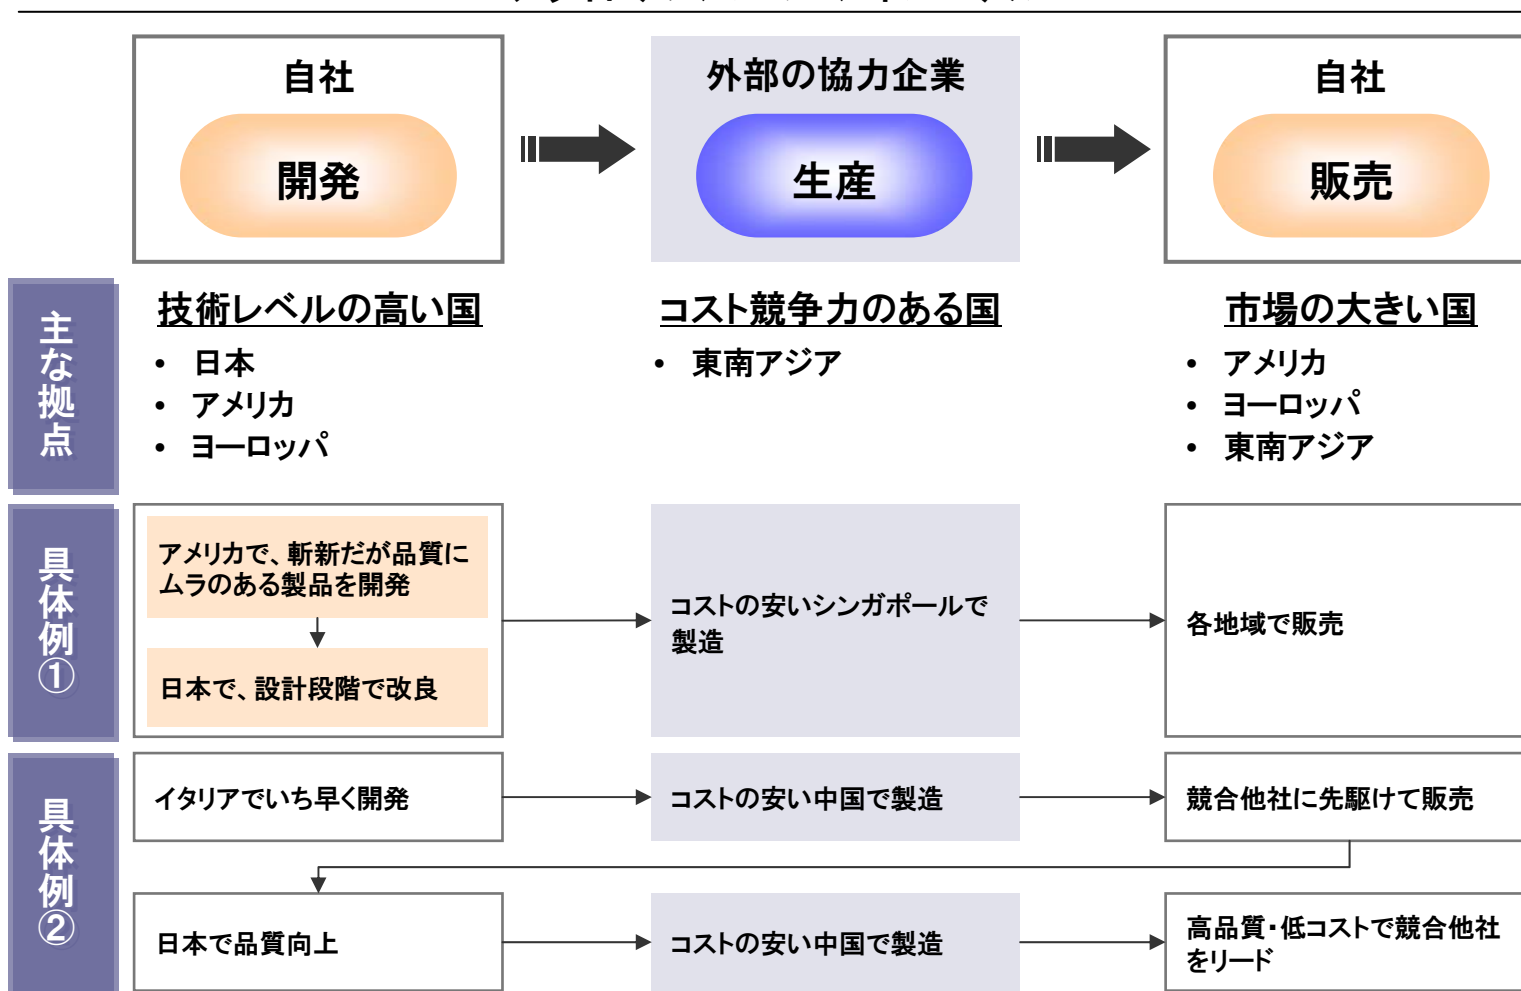 自社
開発
外部の協力企業
生産
自社
販売
主な拠点
技術レベルの高い国
• 日本
• アメリカ
• ヨーロッパ
コスト競争力のある国
• 東南アジア
市場の大きい国
• アメリカ
• ヨーロッパ
• 東南アジア
具体例①
アメリカで、斬新だが品質に
ムラのある製品を開発
日本で、設計段階で改良
コストの安いシンガポールで
製造
各地域で販売
具体例②
イタリアでいち早く開発
コストの安い中国で製造
競合他社に先駆けて販売
日本で品質向上
コストの安い中国で製造
高品質・低コストで競合他社
をリード